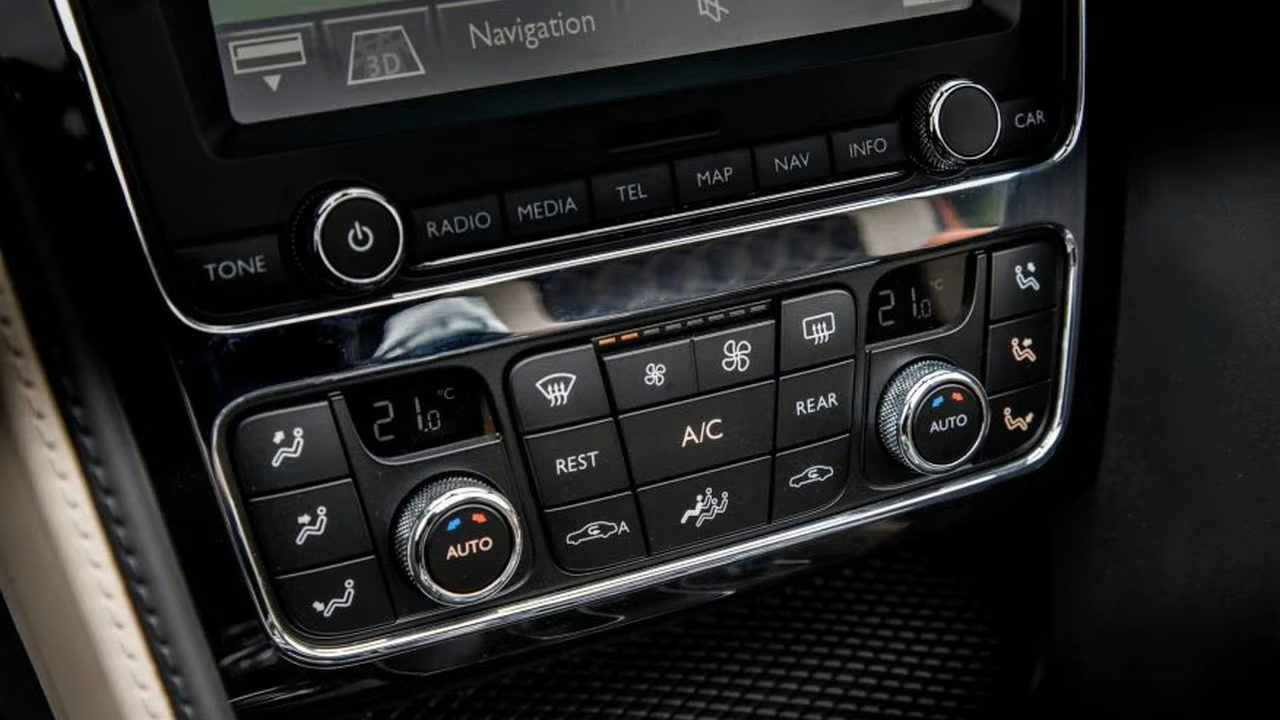 3D
Navigation
TONE
RADIO
MEDIA
TEL
MAP
NAV
INFO
CAR
21.0 °C
21.0 °C
REST
A/C
REAR
A
AUTO
AUTO